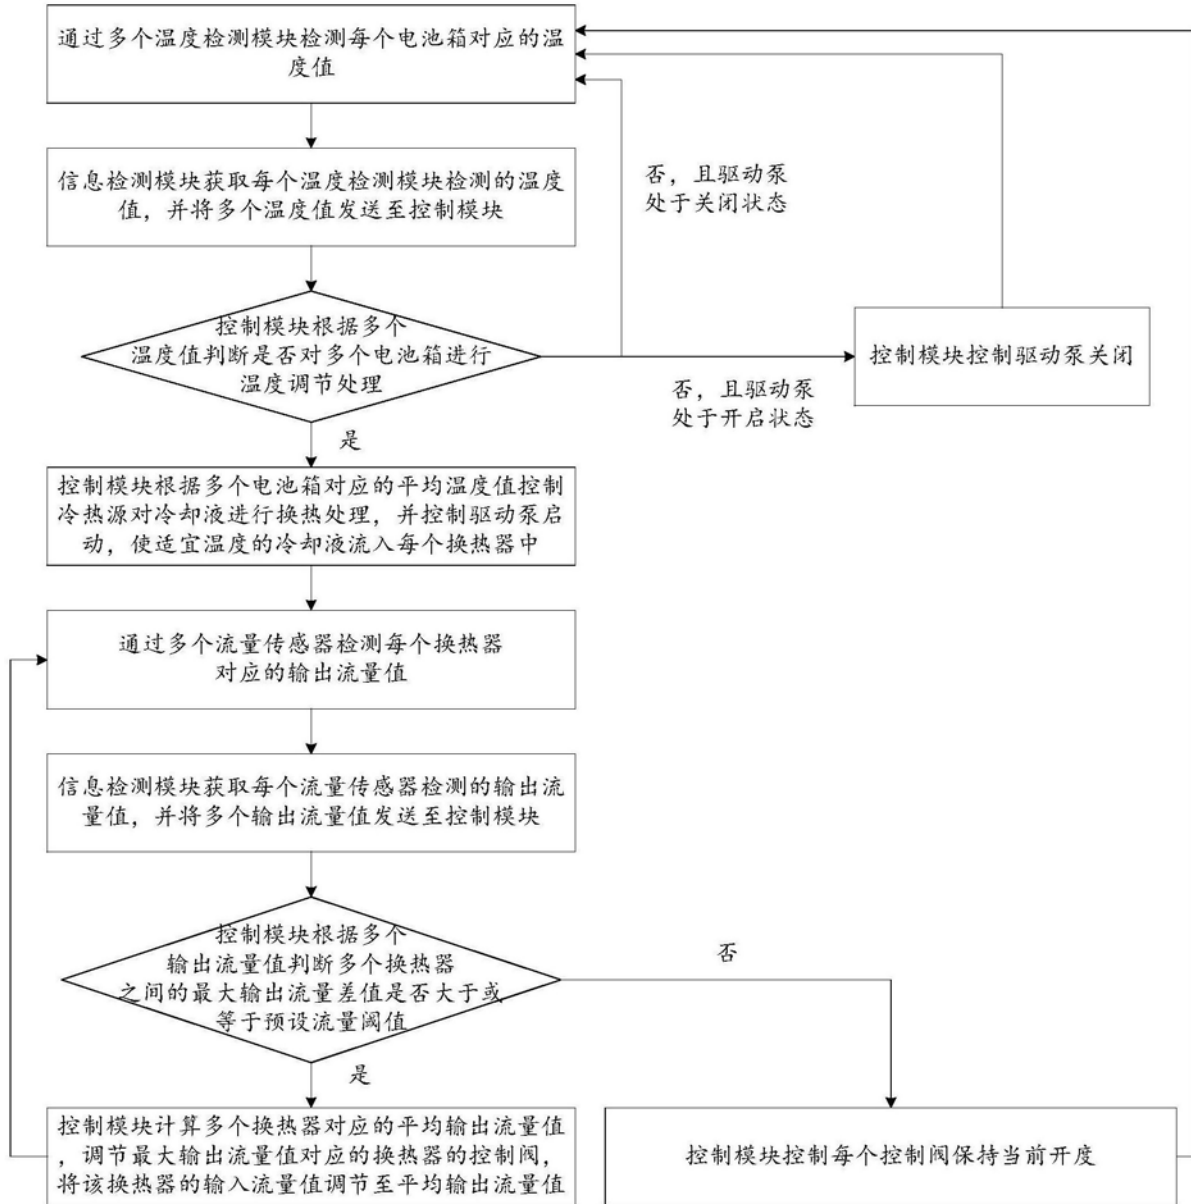 通过多个温度检测模块检测每个电池箱对应的温
度值
信息检测模块获取每个温度检测模块检测的温度
值，并将多个温度值发送至控制模块
否，且驱动泵
处于关闭状态
控制模块根据多个
温度值判断是否对多个电池箱进行
温度调节处理
控制模块控制驱动泵关闭
否，且驱动泵
处于开启状态
是
控制模块根据多个电池箱对应的平均温度值控制
冷热源对冷却液进行换热处理，并控制驱动泵启
动，使适宜温度的冷却液流入每个换热器中
通过多个流量传感器检测每个换热器
对应的输出流量值
信息检测模块获取每个流量传感器检测的输出流
量值，并将多个输出流量值发送至控制模块
控制模块根据多个
输出流量值判断多个换热器
之间的最大输出流量差值是否大于或
等于预设流量阈值
否
是
控制模块计算多个换热器对应的平均输出流量值
，调节最大输出流量值对应的换热器的控制阀，
将该换热器的输入流量值调节至平均输出流量值
控制模块控制每个控制阀保持当前开度